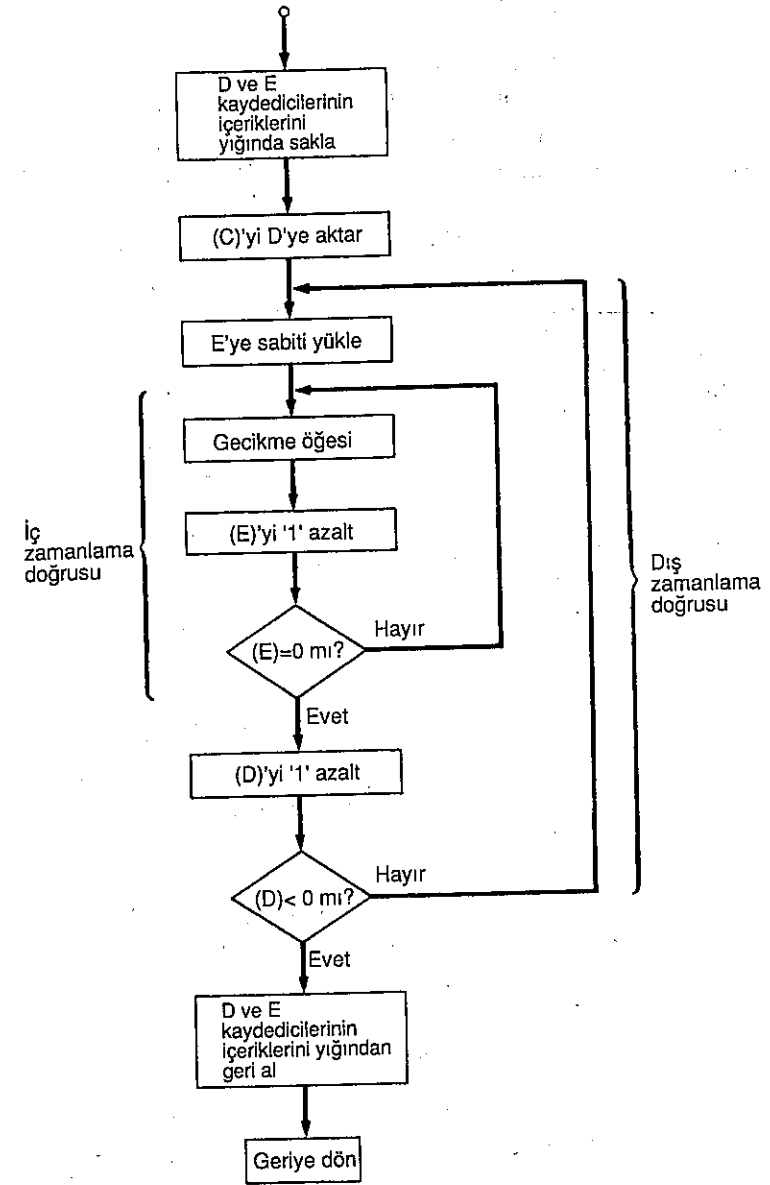 D ve E
kaydedicilerinin
içeriklerini
yığında sakla
(C)'yi D'ye aktar
E'ye sabiti yükle
Gecikme öğesi
(E)'yi '1' azalt
İç
zamanlama
doğrusu
Dış
zamanlama
doğrusu
(E)=0 mı?
Hayır
Evet
(D)'yi '1' azalt
(D)< 0 mı?
Hayır
Evet
D ve E
kaydedicilerinin
içeriklerini yığından
geri al
Geriye dön